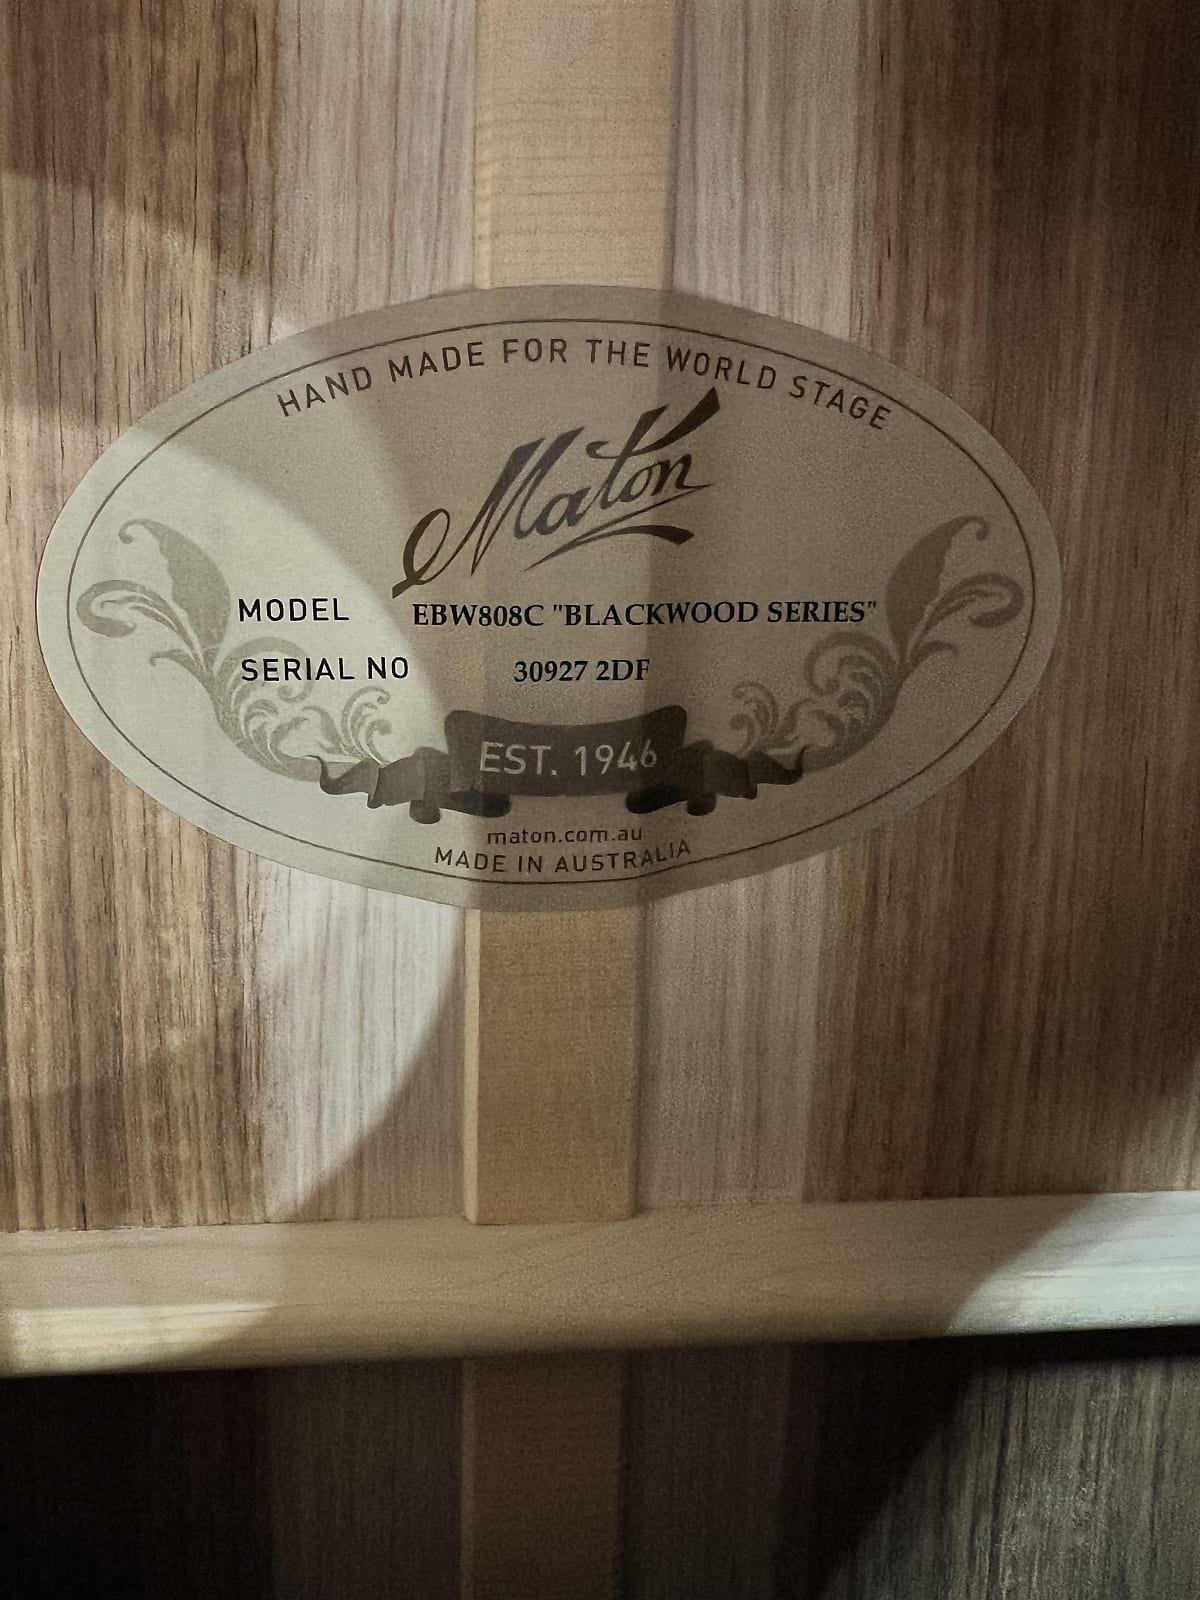 HAND MADE FOR THE WORLD STAGE
Maton
MODEL EBW808C "BLACKWOOD SERIES"
SERIAL NO 30927 2DF
EST. 1946
maton.com.au
MADE IN AUSTRALIA